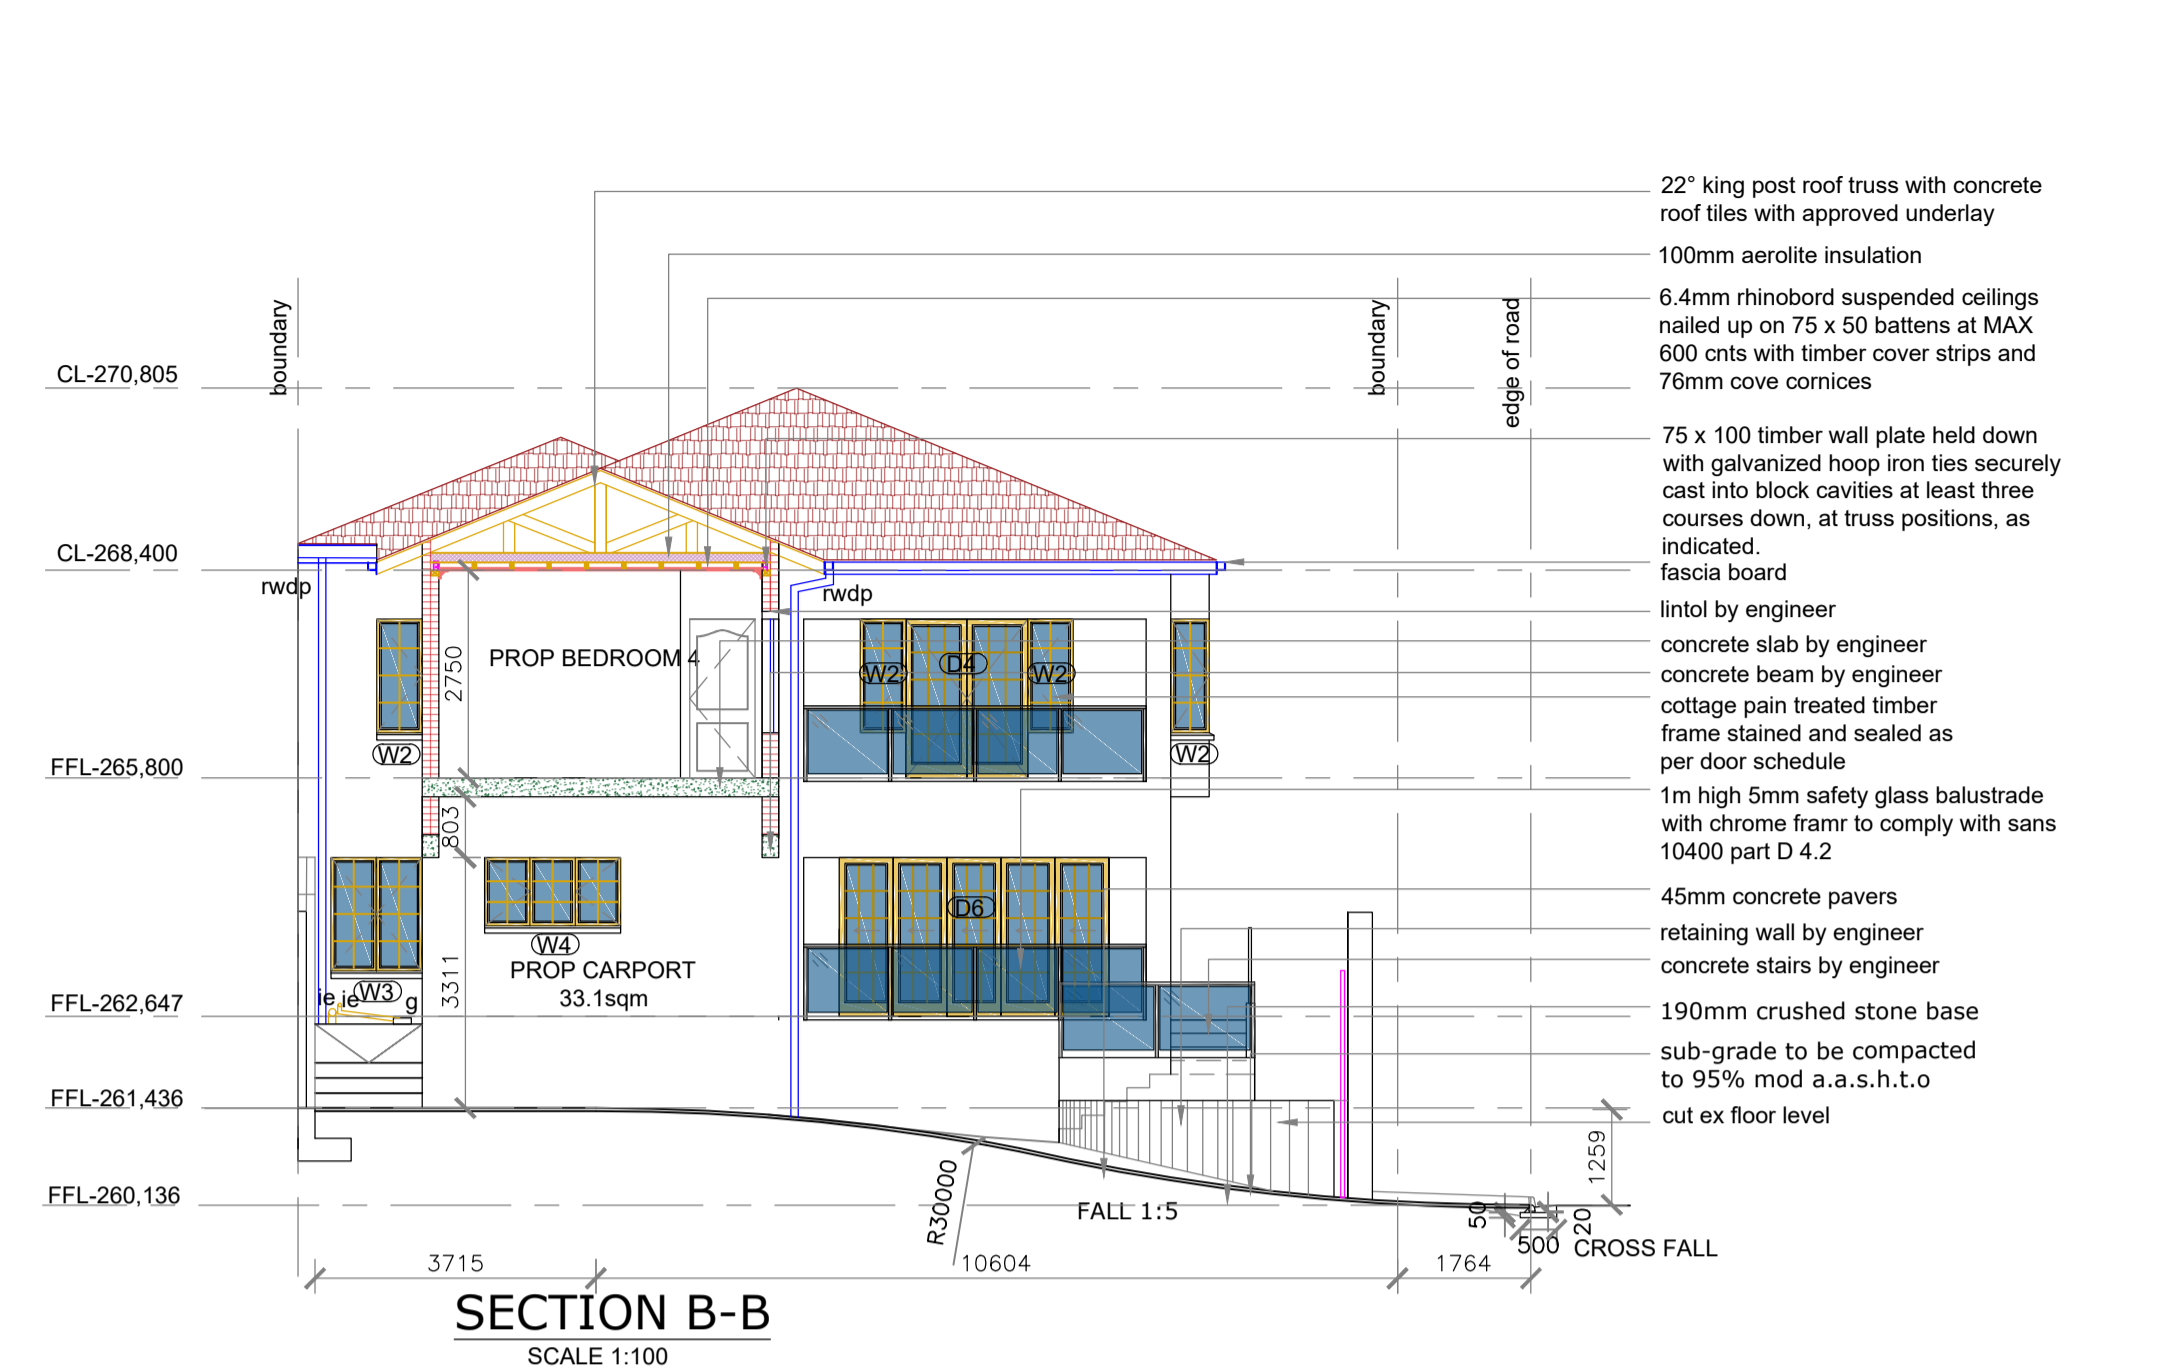 22° king post roof truss with concrete
roof tiles with approved underlay
100mm aerolite insulation
6.4mm rhinobord suspended ceilings
nailed up on 75 x 50 battens at MAX
600 cnts with timber cover strips and
76mm cove cornices
75 x 100 timber wall plate held down
with galvanized hoop iron ties securely
cast into block cavities at least three
courses down, at truss positions, as
indicated.
fascia board
lintol by engineer
concrete slab by engineer
concrete beam by engineer
cottage pain treated timber
frame stained and sealed as
per door schedule
1m high 5mm safety glass balustrade
with chrome framr to comply with sans
10400 part D 4.2
45mm concrete pavers
retaining wall by engineer
concrete stairs by engineer
190mm crushed stone base
sub-grade to be compacted
to 95% mod a.a.s.h.t.o
cut ex floor level
boundary
boundary
edge of road
CL-270,805
CL-268,400
rwdp
rwdp
PROP BEDROOM 4
2750
W2
D4
W2
W2
W2
FFL-265,800
803
D6
W4
PROP CARPORT
33.1sqm
3311
W3
ie
ie
g
FFL-262,647
FFL-261,436
FFL-260,136
1259
R30000
FALL 1:5
50
20
500
CROSS FALL
3715
10604
1764
SECTION B-B
SCALE 1:100